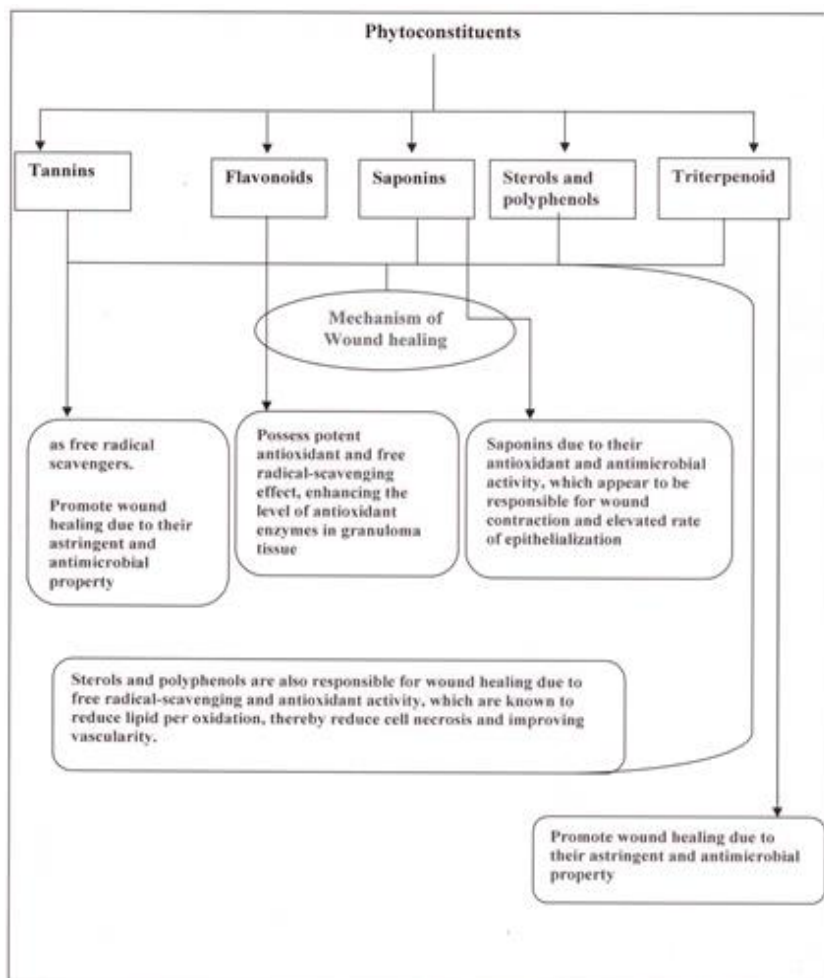 Phytoconstituents
Tannins
Flavonoids
Saponins
Sterols and
polyphenols
Triterpenoid
Mechanism of
Wound healing
as free radical
scavengers.
Promote wound
healing due to their
astringent and
antimicrobial
property
Possess potent
antioxidant and free
radical-scavenging
effect, enhancing the
level of antioxidant
enzymes in granuloma
tissue
Saponins due to their
antioxidant and antimicrobial
activity, which appear to be
responsible for wound
contraction and elevated rate
of epithelialization
Sterols and polyphenols are also responsible for wound healing due to
free radical-scavenging and antioxidant activity, which are known to
reduce lipid per oxidation, thereby reduce cell necrosis and improving
vascularity.
Promote wound healing due to
their astringent and antimicrobial
property